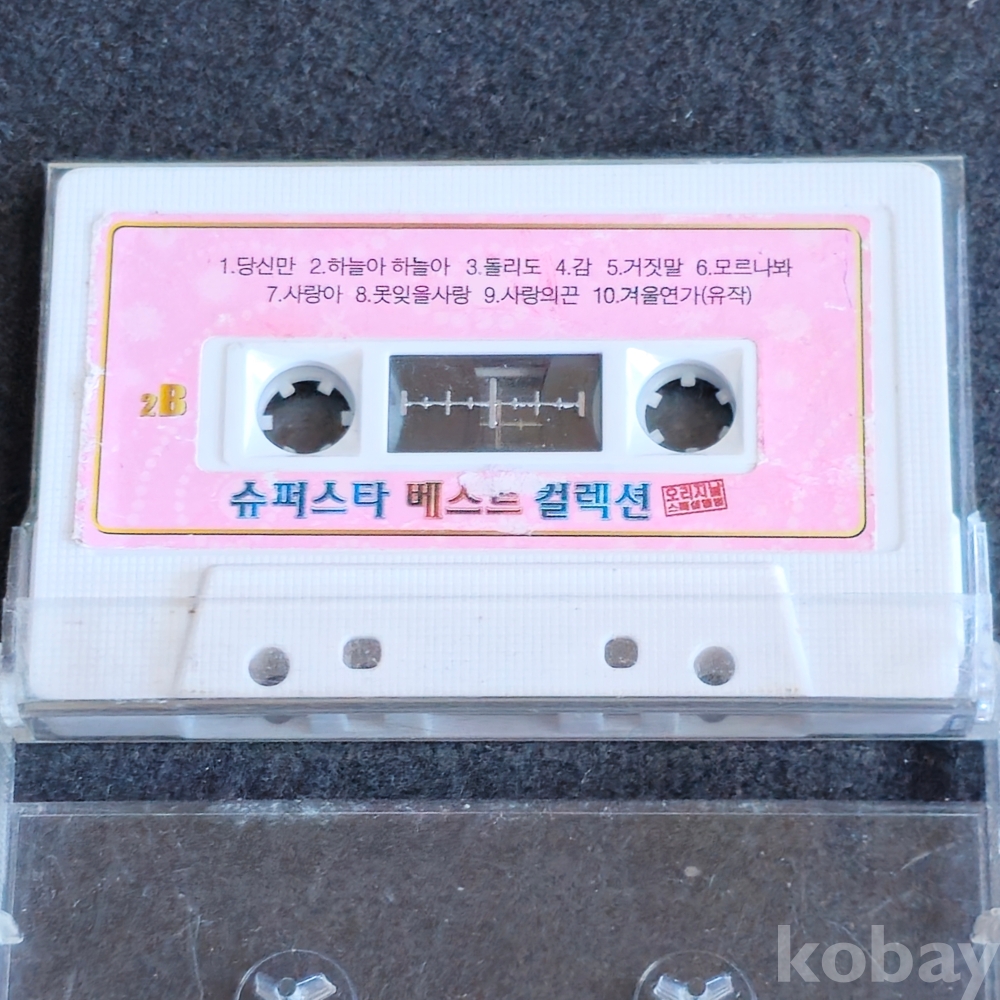 1.당신만 2.하늘아 하늘아 3.돌리도 4.감 5.거짓말 6.모르나봐
7.사랑아 8.못잊을사랑 9.사랑의끈 10.겨울연가(유작)
2B
슈퍼스타 베스트 컬렉션
오리지날
kobay